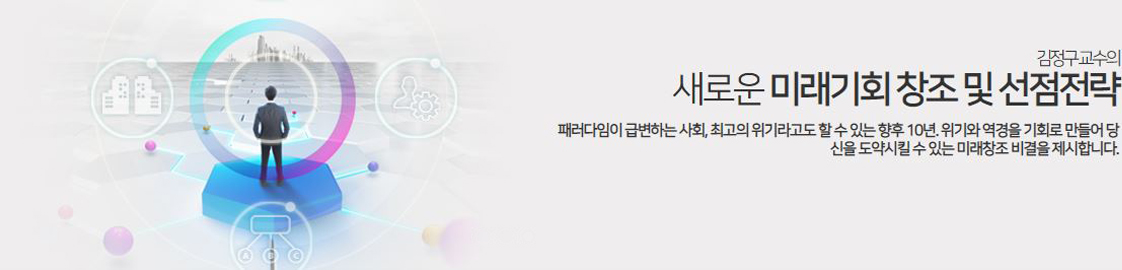 김정구교수의
새로운 미래기회 창조 및 선점전략
패러다임이 급변하는 사회, 최고의 위기라고도 할 수 있는 향후 10년. 위기와 역경을 기회로 만들어 당
신을 도약시킬 수 있는 미래창조 비결을 제시합니다.